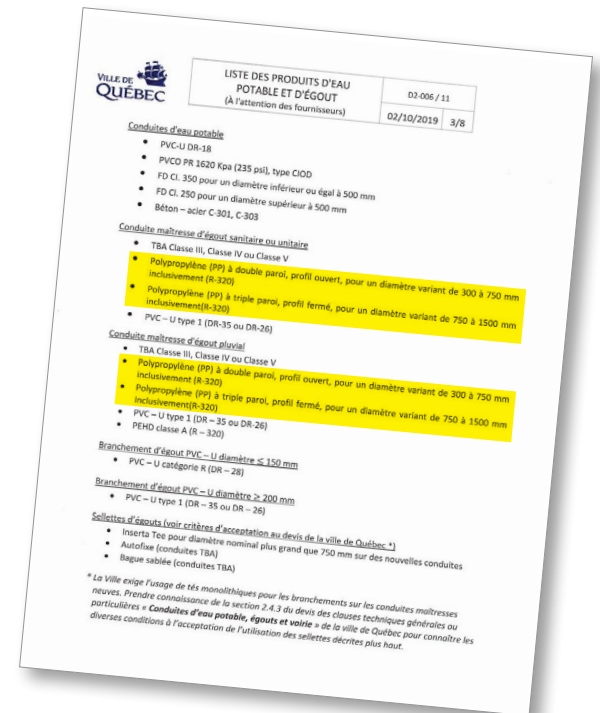 VILLE DE
QUÉBEC
LISTE DES PRODUITS D'EAU
POTABLE ET D'ÉGOUT
(À l'attention des fournisseurs)
D2-006 / 11
02/10/2019 3/8
Conduites d'eau potable
• PVC-U DR-18
• PVCO PR 1620 Kpa (235 psi), type CIOD
• FD Cl. 350 pour un diamètre inférieur ou égal à 500 mm
• FD Cl. 250 pour un diamètre supérieur à 500 mm
• Béton – acier C-301, C-303
Conduite maîtresse d'égout sanitaire ou unitaire
• TBA Classe III, Classe IV ou Classe V
• Polypropylène (PP) à double paroi, profil ouvert, pour un diamètre variant de 300 à 750 mm
inclusivement (R-320)
• Polypropylène (PP) à triple paroi, profil fermé, pour un diamètre variant de 750 à 1500 mm
inclusivement(R-320)
• PVC – U type 1 (DR-35 ou DR-26)
Conduite maîtresse d'égout pluvial
• TBA Classe III, Classe IV ou Classe V
• Polypropylène (PP) à double paroi, profil ouvert, pour un diamètre variant de 300 à 750 mm
inclusivement (R-320)
• Polypropylène (PP) à triple paroi, profil fermé, pour un diamètre variant de 750 à 1500 mm
inclusivement(R-320)
• PVC – U type 1 (DR – 35 ou DR-26)
• PEHD classe A (R – 320)
Branchement d'égout PVC – U diamètre ≤ 150 mm
• PVC – U catégorie R (DR – 28)
Branchement d'égout PVC – U diamètre ≥ 200 mm
• PVC – U type 1 (DR – 35 ou DR – 26)
Sellettes d'égouts (voir critères d'acceptation au devis de la ville de Québec *)
• Inserta Tee pour diamètre nominal plus grand que 750 mm sur des nouvelles conduites
• Autofixe (conduites TBA)
• Bague sablée (conduites TBA)
* La Ville exige l'usage de tés monolithiques pour les branchements sur les conduites maîtresses
neuves. Prendre connaissance de la section 2.4.3 du devis des clauses techniques générales ou
particulières « Conduites d'eau potable, égouts et voirie » de la ville de Québec pour connaître les
diverses conditions à l'acceptation de l'utilisation des sellettes décrites plus haut.